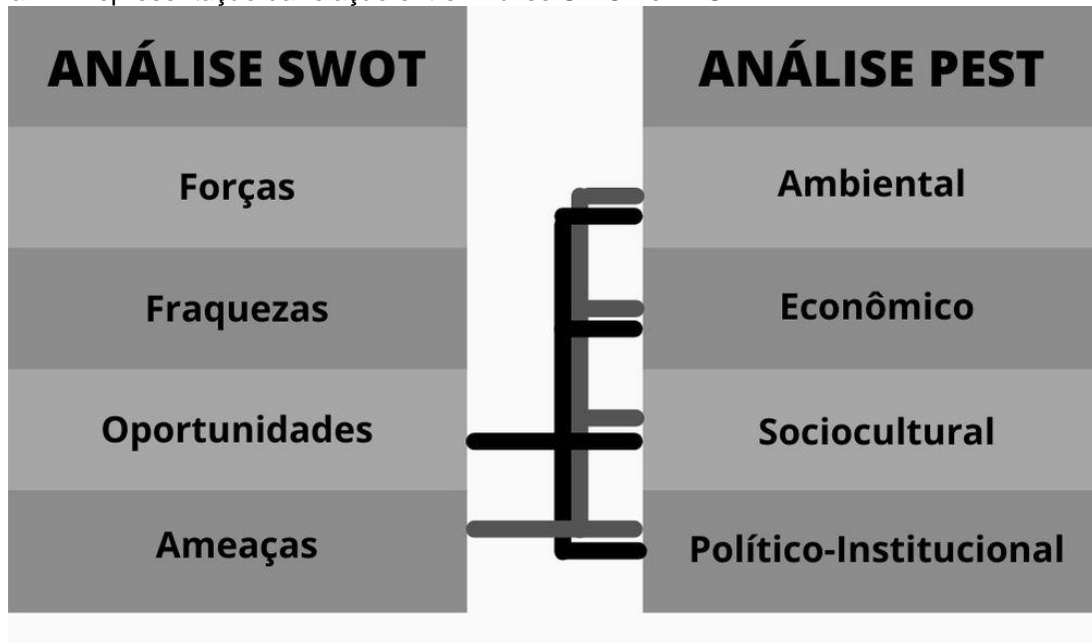 ANÁLISE SWOT
Forças
Fraquezas
Oportunidades
Ameaças
ANÁLISE PEST
Ambiental
Econômico
Sociocultural
Político-Institucional